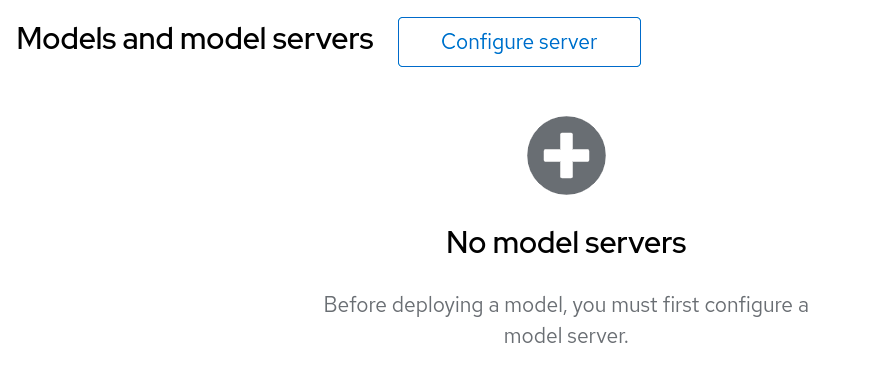 Models and model servers
Configure server
No model servers
Before deploying a model, you must first configure a
model server.